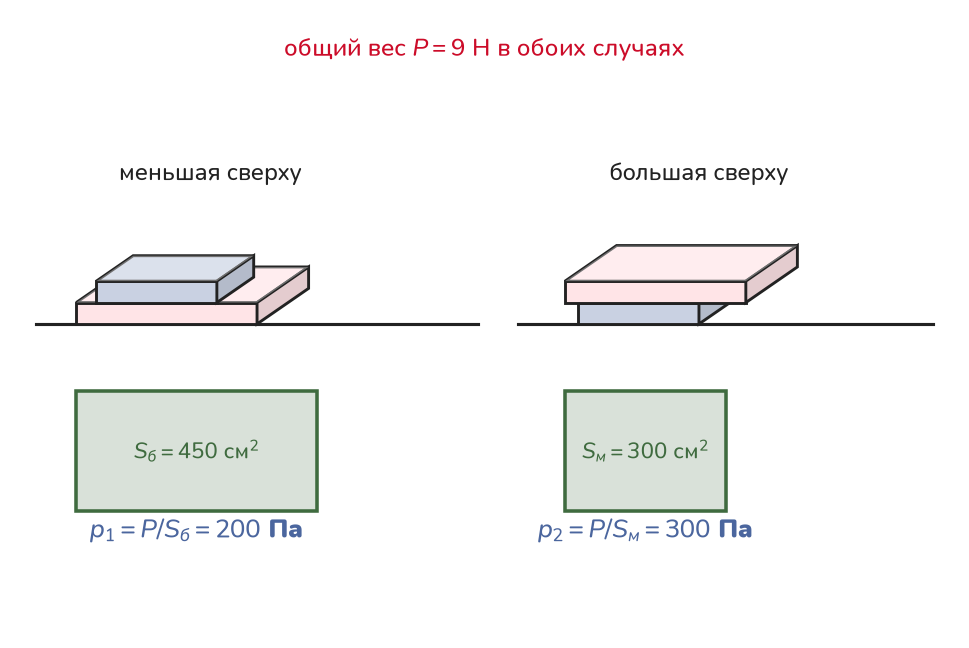 общий вес P = 9 Н в обоих случаях
меньшая сверху
большая сверху
Sб = 450 см²
Sм = 300 см²
p₁ = P/Sб = 200 Па
p₂ = P/Sм = 300 Па